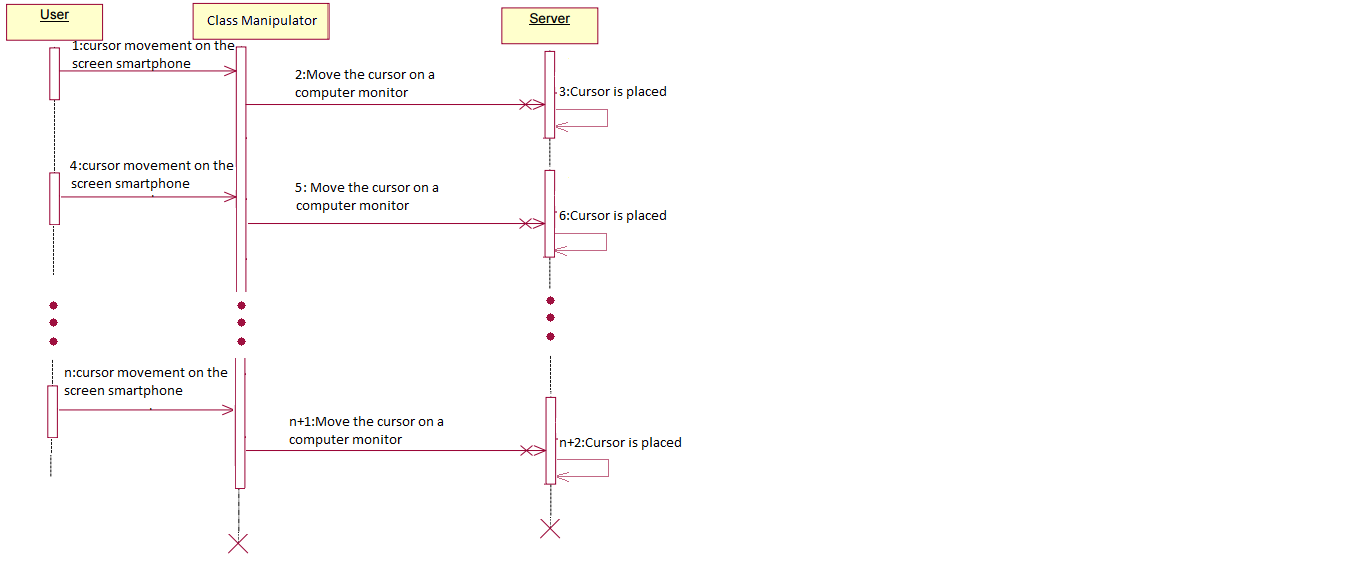 User
Class Manipulator
Server
1:cursor movement on the
screen smartphone
2:Move the cursor on a
computer monitor
3:Cursor is placed
4:cursor movement on the
screen smartphone
5: Move the cursor on a
computer monitor
6:Cursor is placed
n:cursor movement on the
screen smartphone
n+1:Move the cursor on a
computer monitor
n+2:Cursor is placed